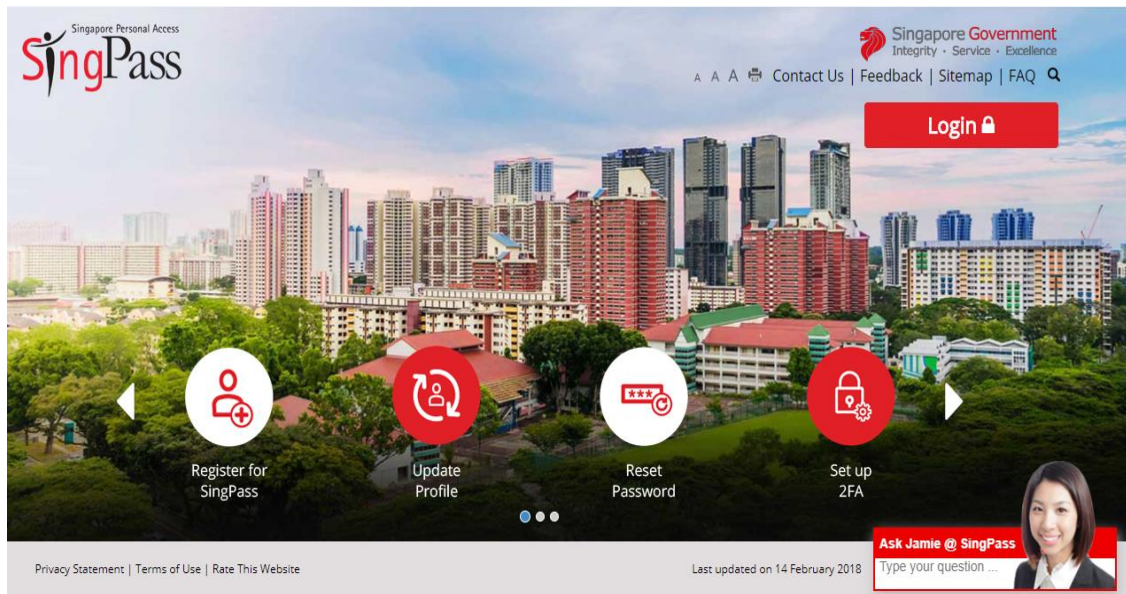 Singapore Personal Access
SingPass
Singapore Government
Integrity · Service · Excellence
A A A Contact Us | Feedback | Sitemap | FAQ
Login
***
Register for
SingPass
Update
Profile
Reset
Password
Set up
2FA
Ask Jamie @ SingPass
Type your question ...
Privacy Statement | Terms of Use | Rate This Website
Last updated on 14 February 2018